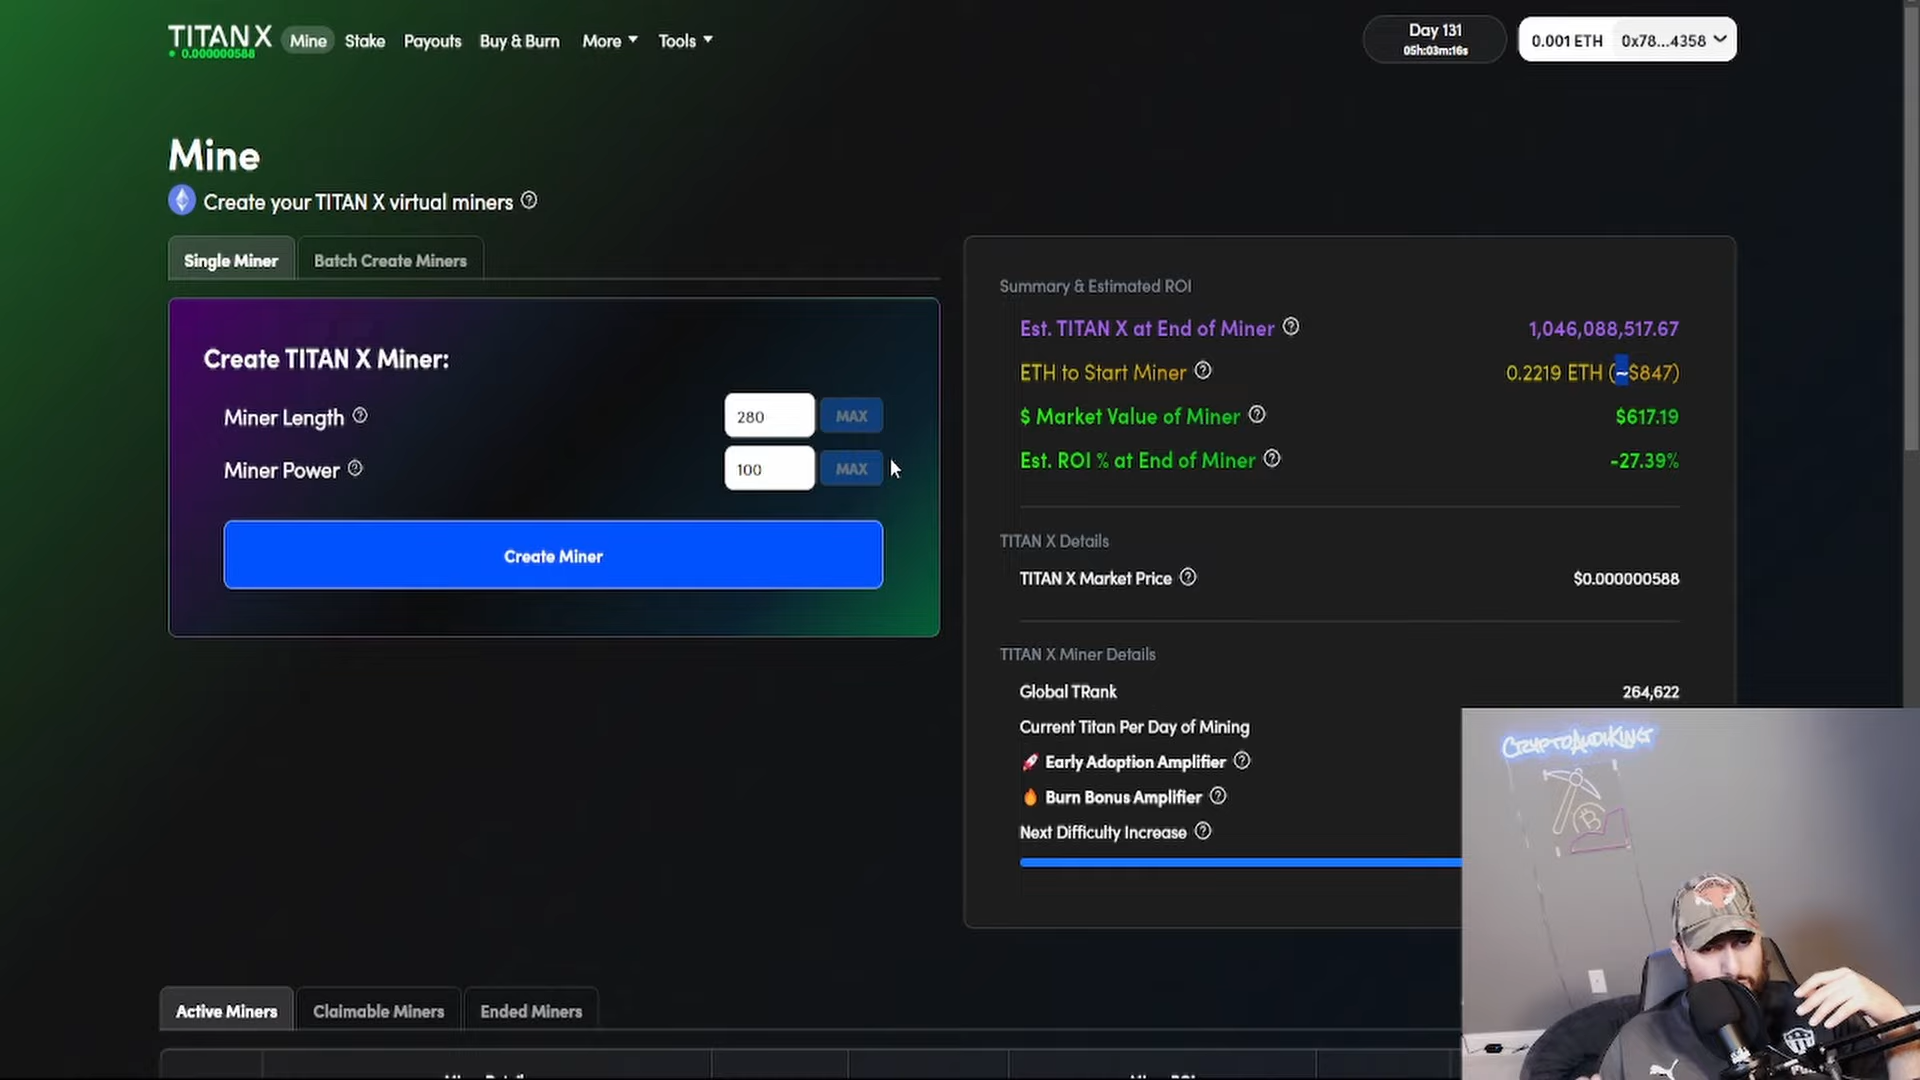 TITAN X
0.000000588
Mine
Stake
Payouts
Buy & Burn
More
Tools
Day 131
05h:03m:16s
0.001 ETH
0x78...4358
Mine
Create your TITAN X virtual miners
Single Miner
Batch Create Miners
Create TITAN X Miner:
Miner Length
280
MAX
Miner Power
100
MAX
Create Miner
Summary & Estimated ROI
Est. TITAN X at End of Miner
1,046,088,517.67
ETH to Start Miner
0.2219 ETH (~$847)
$ Market Value of Miner
$617.19
Est. ROI % at End of Miner
-27.39%
TITAN X Details
TITAN X Market Price
$0.000000588
TITAN X Miner Details
Global TRank
264,622
Current Titan Per Day of Mining
Early Adoption Amplifier
Burn Bonus Amplifier
Next Difficulty Increase
CRYPTOAUDIKING
Active Miners
Claimable Miners
Ended Miners